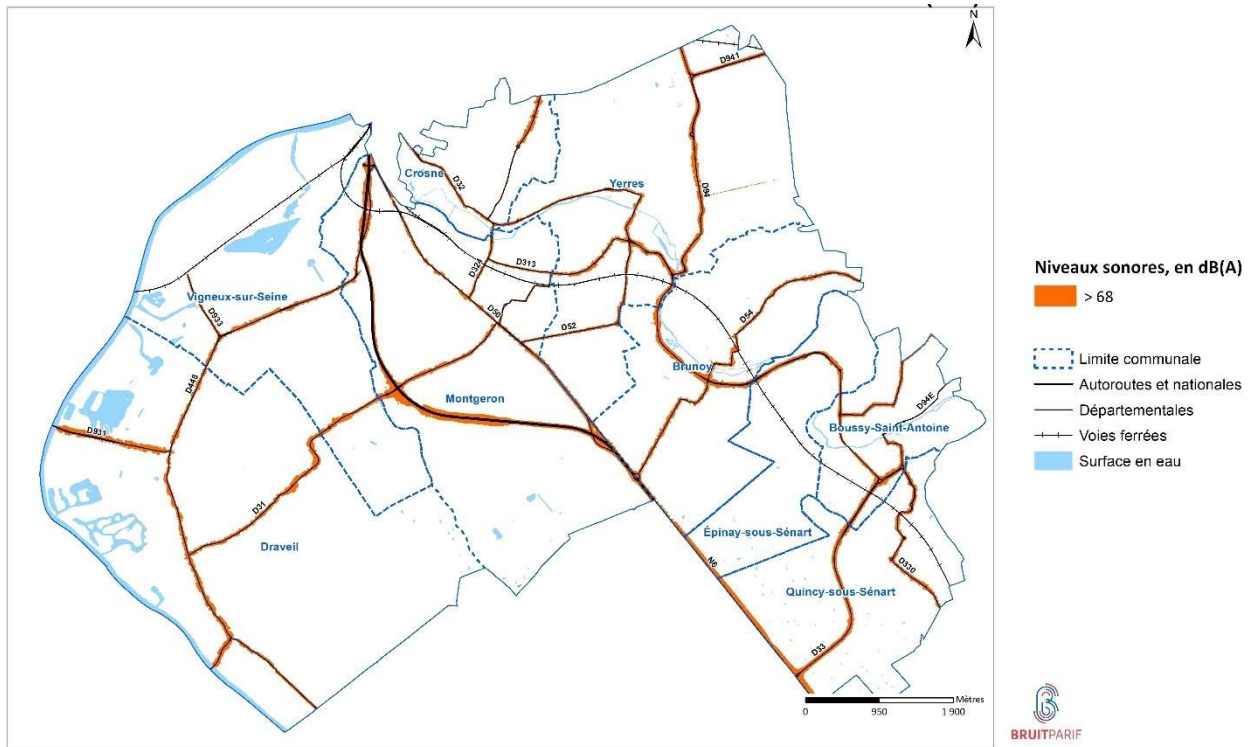 N
D941
Crosne
D32
Yerres
D94
D324
D313
Vigneux-sur-Seine
D933
D50
D52
D54
D448
Brunoy
Montgeron
D94E
Boussy-Saint-Antoine
D931
D31
Draveil
Épinay-sous-Sénart
N6
D330
Quincy-sous-Sénart
D33
Mètres
0 950 1 900
Niveaux sonores, en dB(A)
> 68
Limite communale
Autoroutes et nationales
Départementales
Voies ferrées
Surface en eau
BRUITPARIF